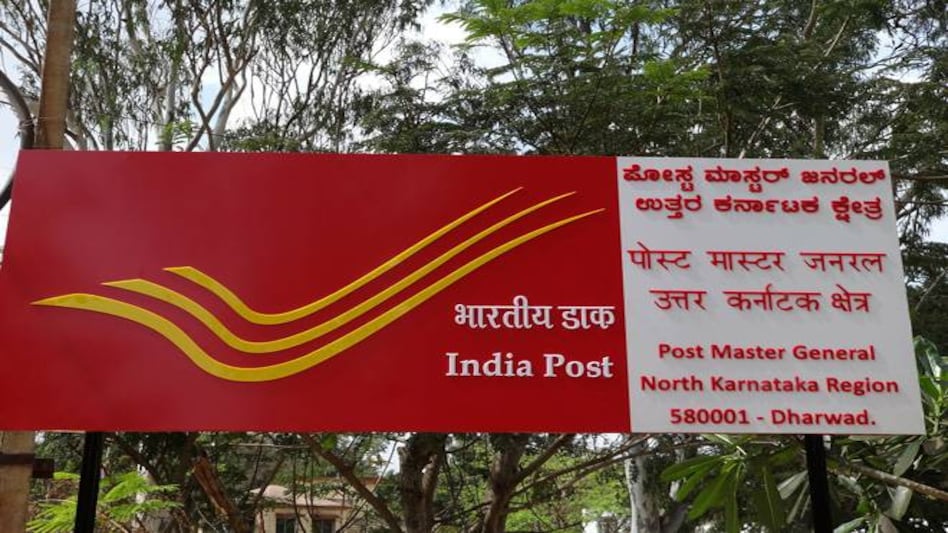 भारतीय डाक
India Post
ಪೋಸ್ಟ ಮಾಸ್ಟರ್ ಜನರಲ್
ಉತ್ತರ ಕರ್ನಾಟಕ ಕ್ಷೇತ್ರ
पोस्ट मास्टर जनरल
उत्तर कर्नाटक क्षेत्र
Post Master General
North Karnataka Region
580001 - Dharwad.